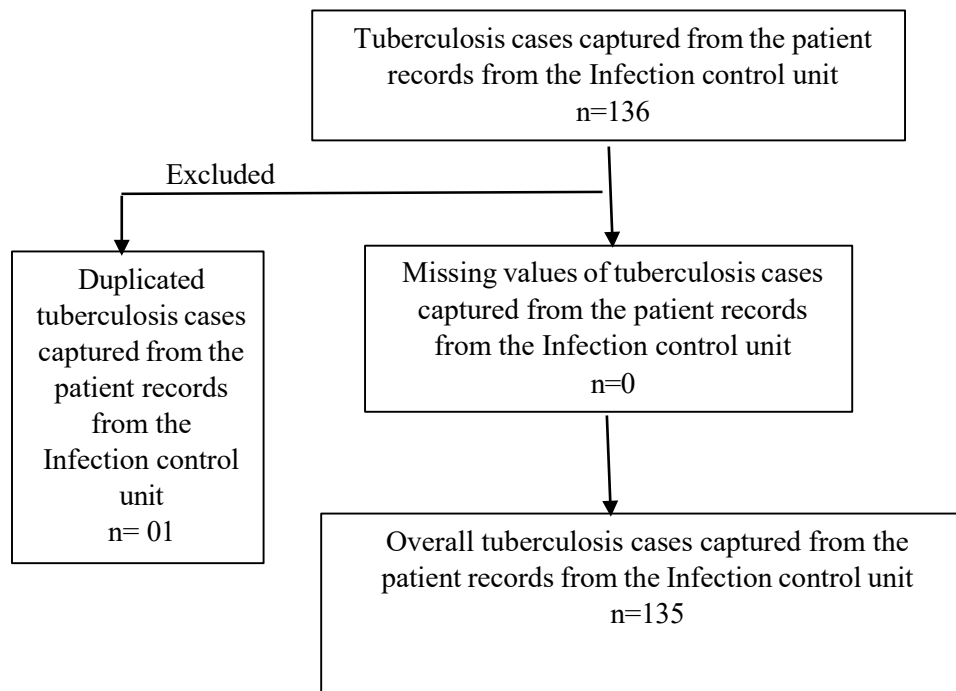 Tuberculosis cases captured from the patient
records from the Infection control unit
n=136
Excluded
Duplicated
tuberculosis cases
captured from the
patient records
from the
Infection control
unit
n= 01
Missing values of tuberculosis cases
captured from the patient records
from the Infection control unit
n=0
Overall tuberculosis cases captured from the
patient records from the Infection control unit
n=135